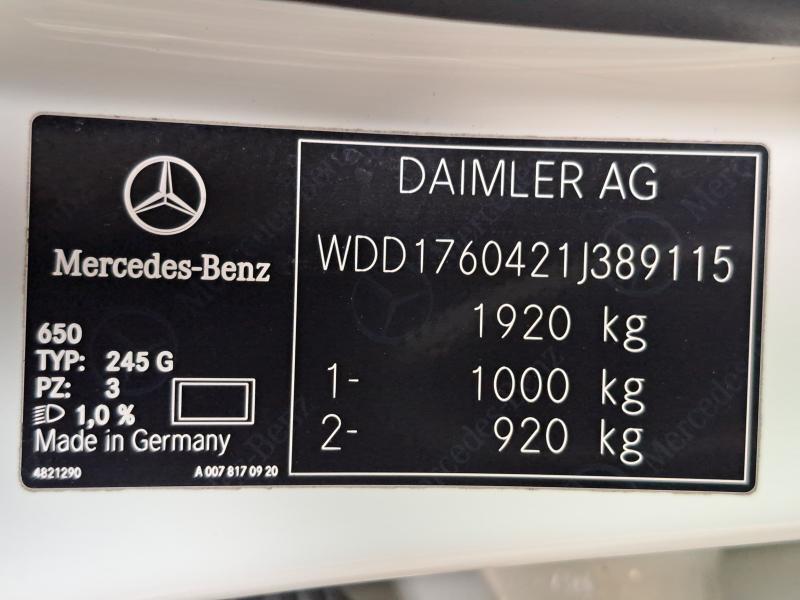 Mercedes-Benz
650
TYP: 245 G
PZ: 3
1,0 %
Made in Germany
4821290 A 007 817 09 20
DAIMLER AG
WDD1760421J389115
1920 kg
1- 1000 kg
2- 920 kg